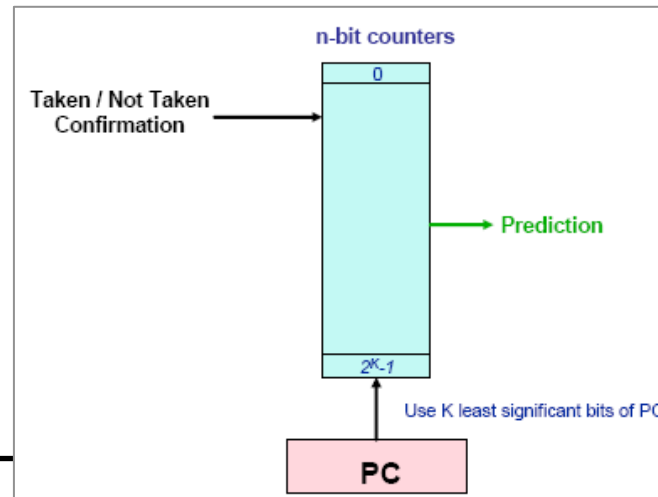 n-bit counters
0
Taken / Not Taken
Confirmation
Prediction
2ᴷ-1
Use K least significant bits of PC
PC